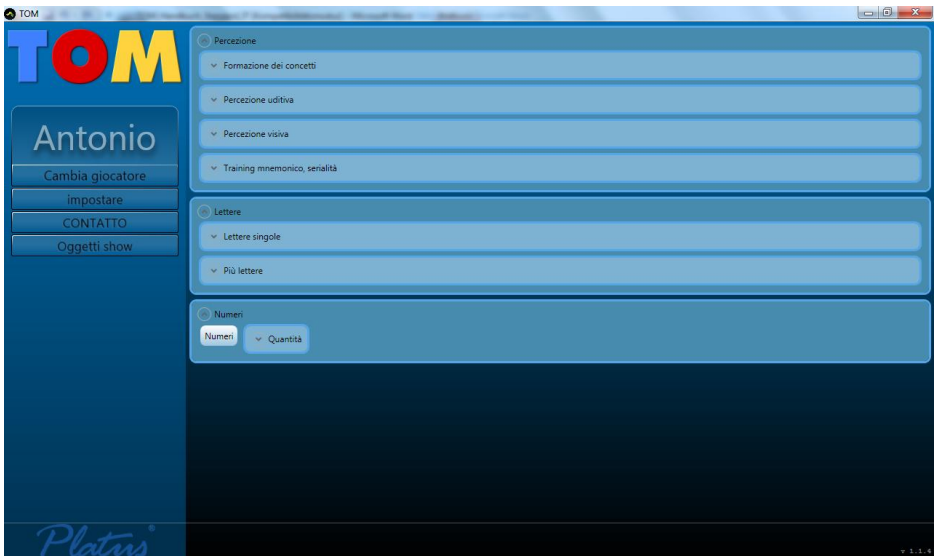 TOM
TOM
Antonio
Cambia giocatore
impostare
CONTATTO
Oggetti show
Percezione
Formazione dei concetti
Percezione uditiva
Percezione visiva
Training mnemonico, serialità
Lettere
Lettere singole
Più lettere
Numeri
Numeri
Quantità
Platus
v 1.1.4